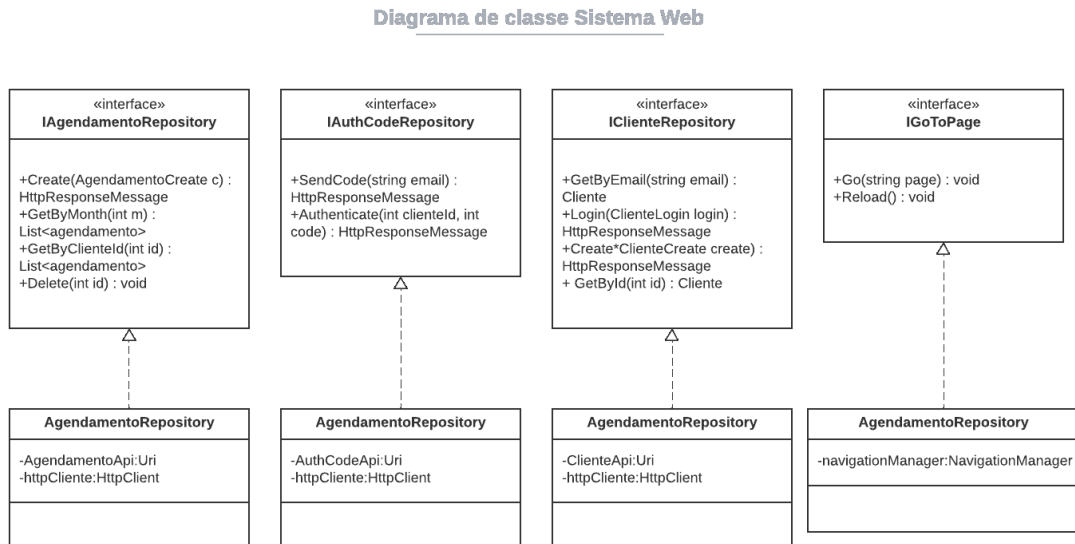 Diagrama de classe Sistema Web
«interface»
IAgendamentoRepository
+Create(AgendamentoCreate c) :
HttpResponseMessage
+GetByMonth(int m) :
List<agendamento>
+GetByClienteId(int id) :
List<agendamento>
+Delete(int id) : void
«interface»
IAuthCodeRepository
+SendCode(string email) :
HttpResponseMessage
+Authenticate(int clienteId, int
code) : HttpResponseMessage
«interface»
IClienteRepository
+GetByEmail(string email) :
Cliente
+Login(ClienteLogin login) :
HttpResponseMessage
+Create*ClienteCreate create) :
HttpResponseMessage
+ GetById(int id) : Cliente
«interface»
IGoToPage
+Go(string page) : void
+Reload() : void
AgendamentoRepository
-AgendamentoApi:Uri
-httpCliente:HttpClient
AgendamentoRepository
-AuthCodeApi:Uri
-httpCliente:HttpClient
AgendamentoRepository
-ClienteApi:Uri
-httpCliente:HttpClient
AgendamentoRepository
-navigationManager:NavigationManager